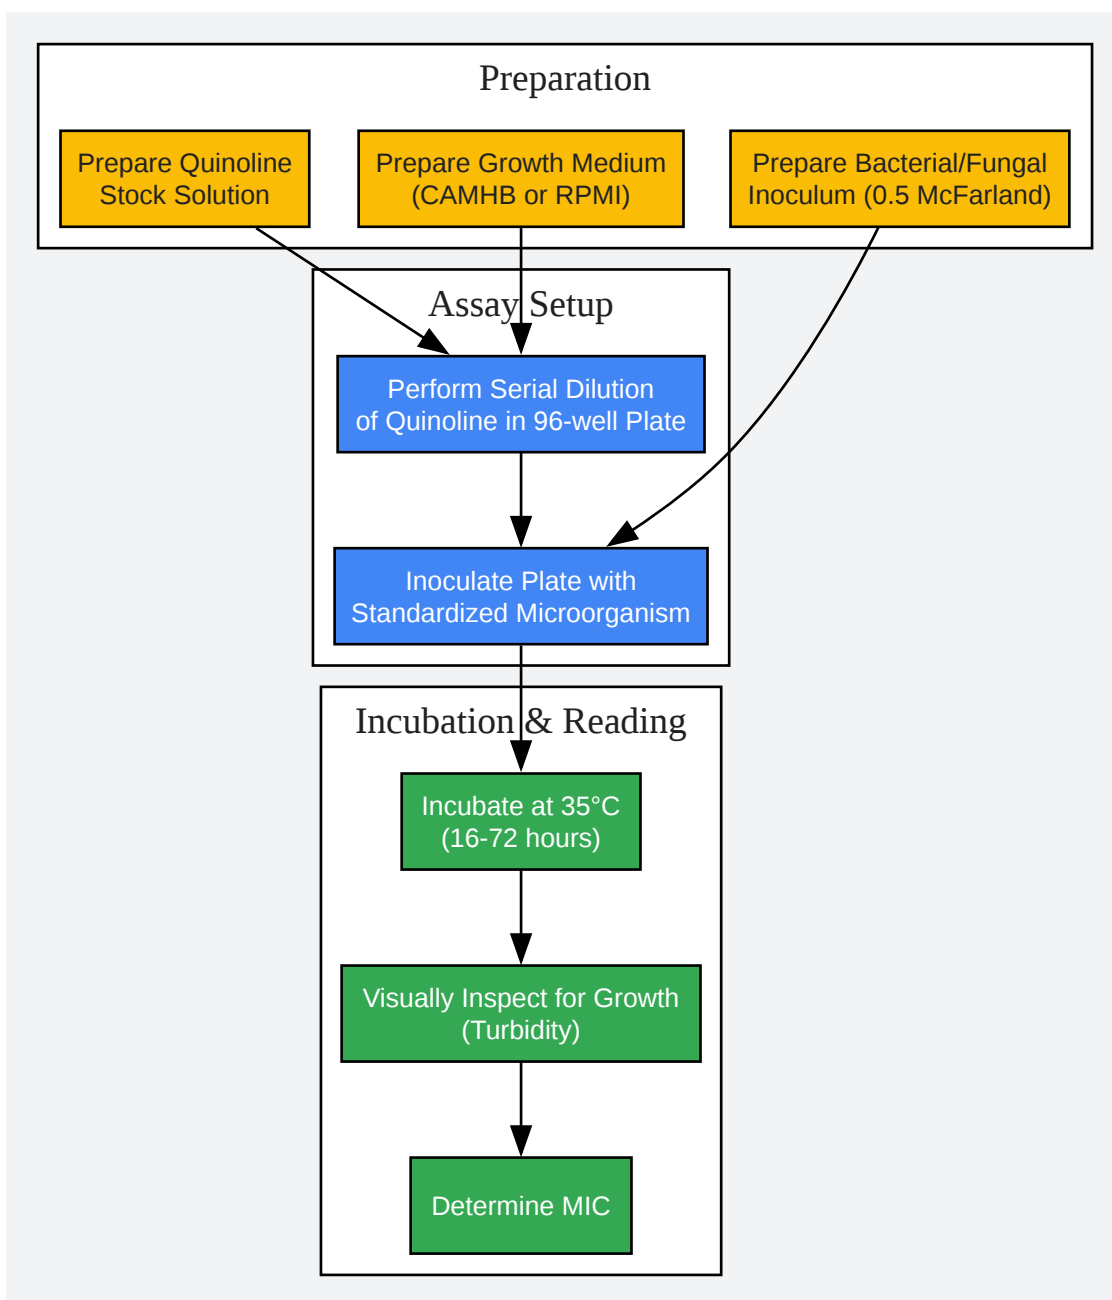 Preparation
Prepare Quinoline
Stock Solution
Prepare Growth Medium
(CAMHB or RPMI)
Prepare Bacterial/Fungal
Inoculum (0.5 McFarland)
Assay Setup
Perform Serial Dilution
of Quinoline in 96-well Plate
Inoculate Plate with
Standardized Microorganism
Incubation & Reading
Incubate at 35°C
(16-72 hours)
Visually Inspect for Growth
(Turbidity)
Determine MIC